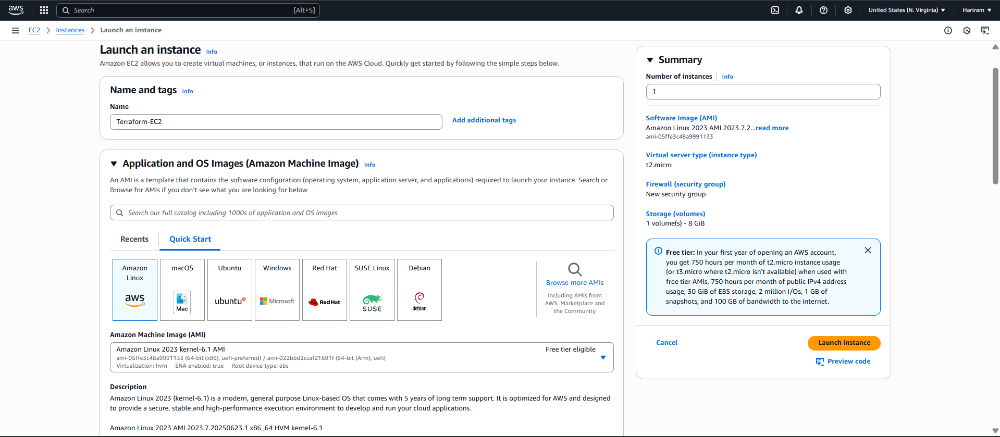 aws
Search
[Alt+S]
United States (N. Virginia)
Hariram
EC2
Instances
Launch an instance
Launch an instance
Info
Amazon EC2 allows you to create virtual machines, or instances, that run on the AWS Cloud. Quickly get started by following the simple steps below.
Name and tags
Info
Name
Terraform-EC2
Add additional tags
Application and OS Images (Amazon Machine Image)
Info
An AMI is a template that contains the software configuration (operating system, application server, and applications) required to launch your instance. Search or
Browse for AMIs if you don’t see what you are looking for below
Search our full catalog including 1000s of application and OS images
Recents
Quick Start
Amazon
Linux
aws
macOS
Mac
Ubuntu
ubuntu
Windows
Microsoft
Red Hat
Red Hat
SUSE Linux
SUSE
Debian
debian
Browse more AMIs
Including AMIs from
AWS, Marketplace and
the Community
Amazon Machine Image (AMI)
Amazon Linux 2023 kernel-6.1 AMI
Free tier eligible
ami-05ffe3c48a9991133 (64-bit (x86), uefi-preferred) / ami-022bbd2ccaf21691f (64-bit (Arm), uefi)
Virtualization: hvm ENA enabled: true Root device type: ebs
Description
Amazon Linux 2023 (kernel-6.1) is a modern, general purpose Linux-based OS that comes with 5 years of long term support. It is optimized for AWS and designed
to provide a secure, stable and high-performance execution environment to develop and run your cloud applications.
Amazon Linux 2023 AMI 2023.7.20250623.1 x86_64 HVM kernel-6.1
Summary
Number of instances
Info
1
Software Image (AMI)
Amazon Linux 2023 AMI 2023.7.2...read more
ami-05ffe3c48a9991133
Virtual server type (instance type)
t2.micro
Firewall (security group)
New security group
Storage (volumes)
1 volume(s) - 8 GiB
Free tier: In your first year of opening an AWS account,
you get 750 hours per month of t2.micro instance usage
(or t3.micro where t2.micro isn't available) when used with
free tier AMIs, 750 hours per month of public IPv4 address
usage, 30 GiB of EBS storage, 2 million I/Os, 1 GB of
snapshots, and 100 GB of bandwidth to the internet.
Cancel
Launch instance
Preview code